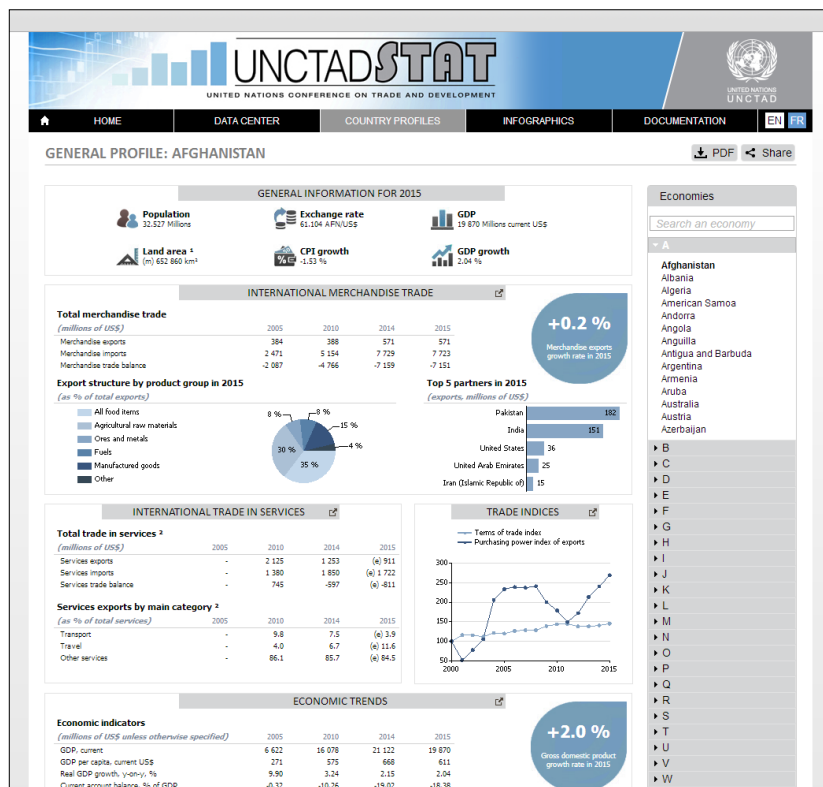 UNCTADSTAT
UNITED NATIONS CONFERENCE ON TRADE AND DEVELOPMENT
UNITED NATIONS
UNCTAD
HOME DATA CENTER COUNTRY PROFILES INFOGRAPHICS DOCUMENTATION EN FR
GENERAL PROFILE: AFGHANISTAN PDF Share
GENERAL INFORMATION FOR 2015
Population
32.527 Millions
Exchange rate
61.104 AFN/US$
GDP
19 870 Millions current US$
Land area ¹
(m) 652 860 km²
CPI growth
-1.53 %
GDP growth
2.04 %
INTERNATIONAL MERCHANDISE TRADE
Total merchandise trade
(millions of US$) 2005 2010 2014 2015
Merchandise exports 384 388 571 571
Merchandise imports 2 471 5 154 7 729 7 723
Merchandise trade balance -2 087 -4 766 -7 159 -7 151
+0.2 %
Merchandise exports
growth rate in 2015
Export structure by product group in 2015
(as % of total exports)
All food items
Agricultural raw materials
Ores and metals
Fuels
Manufactured goods
Other
8 %
8 %
15 %
4 %
30 %
35 %
Top 5 partners in 2015
(exports, millions of US$)
Pakistan 182
India 151
United States 36
United Arab Emirates 25
Iran (Islamic Republic of) 15
INTERNATIONAL TRADE IN SERVICES
Total trade in services ²
(millions of US$) 2005 2010 2014 2015
Services exports - 2 125 1 253 (e) 911
Services imports - 1 380 1 850 (e) 1 722
Services trade balance - 745 -597 (e) -811
Services exports by main category ²
(as % of total services) 2005 2010 2014 2015
Transport - 9.8 7.5 (e) 3.9
Travel - 4.0 6.7 (e) 11.6
Other services - 86.1 85.7 (e) 84.5
TRADE INDICES
Terms of trade index
Purchasing power index of exports
300
250
200
150
100
50
2000 2005 2010 2015
ECONOMIC TRENDS
Economic indicators
(millions of US$ unless otherwise specified) 2005 2010 2014 2015
GDP, current 6 622 16 078 21 122 19 870
GDP per capita, current US$ 271 575 668 611
Real GDP growth, y-on-y, % 9.90 3.24 2.15 2.04
Current account balance, % of GDP -0.32 -10.26 -19.02 -18.38
+2.0 %
Gross domestic product
growth rate in 2015
Economies
Search an economy
A
Afghanistan
Albania
Algeria
American Samoa
Andorra
Angola
Anguilla
Antigua and Barbuda
Argentina
Armenia
Aruba
Australia
Austria
Azerbaijan
B
C
D
E
F
G
H
I
J
K
L
M
N
O
P
Q
R
S
T
U
V
W